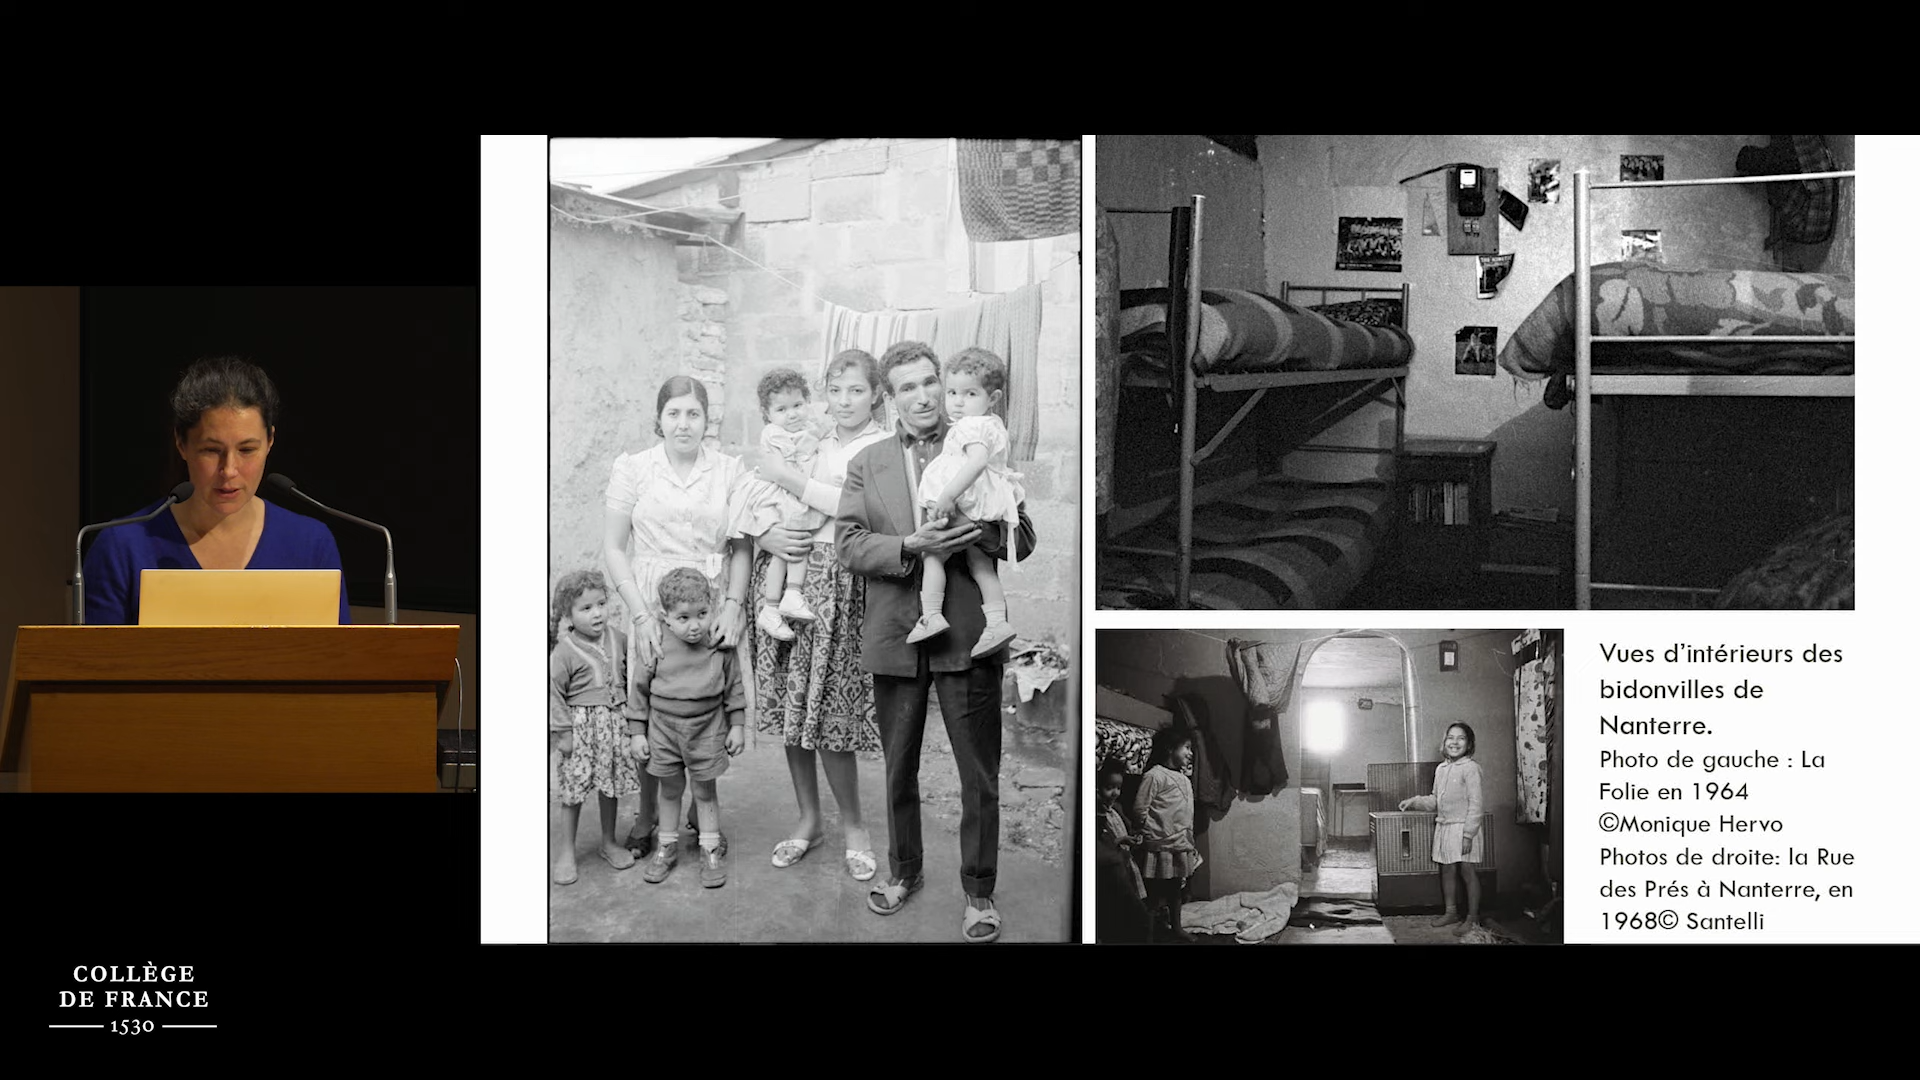 Vues d’intérieurs des
bidonvilles de
Nanterre.
Photo de gauche : La
Folie en 1964
©Monique Hervo
Photos de droite: la Rue
des Prés à Nanterre, en
1968© Santelli
COLLÈGE
DE FRANCE
1530